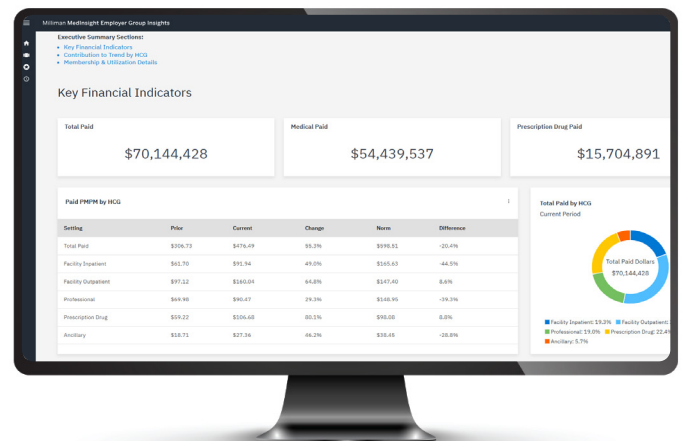 Milliman MedInsight Employer Group Insights
Executive Summary Sections:
• Key Financial Indicators
• Contribution to Trend by HCG
• Membership & Utilization Details
Key Financial Indicators
Total Paid
$70,144,428
Medical Paid
$54,439,537
Prescription Drug Paid
$15,704,891
Paid PMPM by HCG
Setting Prior Current Change Norm Difference
Total Paid $306.73 $476.49 55.3% $598.51 -20.4%
Facility Inpatient $61.70 $91.94 49.0% $165.63 -44.5%
Facility Outpatient $97.12 $160.04 64.8% $147.40 8.6%
Professional $69.98 $90.47 29.3% $148.95 -39.3%
Prescription Drug $59.22 $106.68 80.1% $98.08 8.8%
Ancillary $18.71 $27.36 46.2% $38.45 -28.8%
Total Paid by HCG
Current Period
Total Paid Dollars
$70,144,428
Facility Inpatient: 19.3% Facility Outpatient:
Professional: 19.0% Prescription Drug: 22.4%
Ancillary: 5.7%